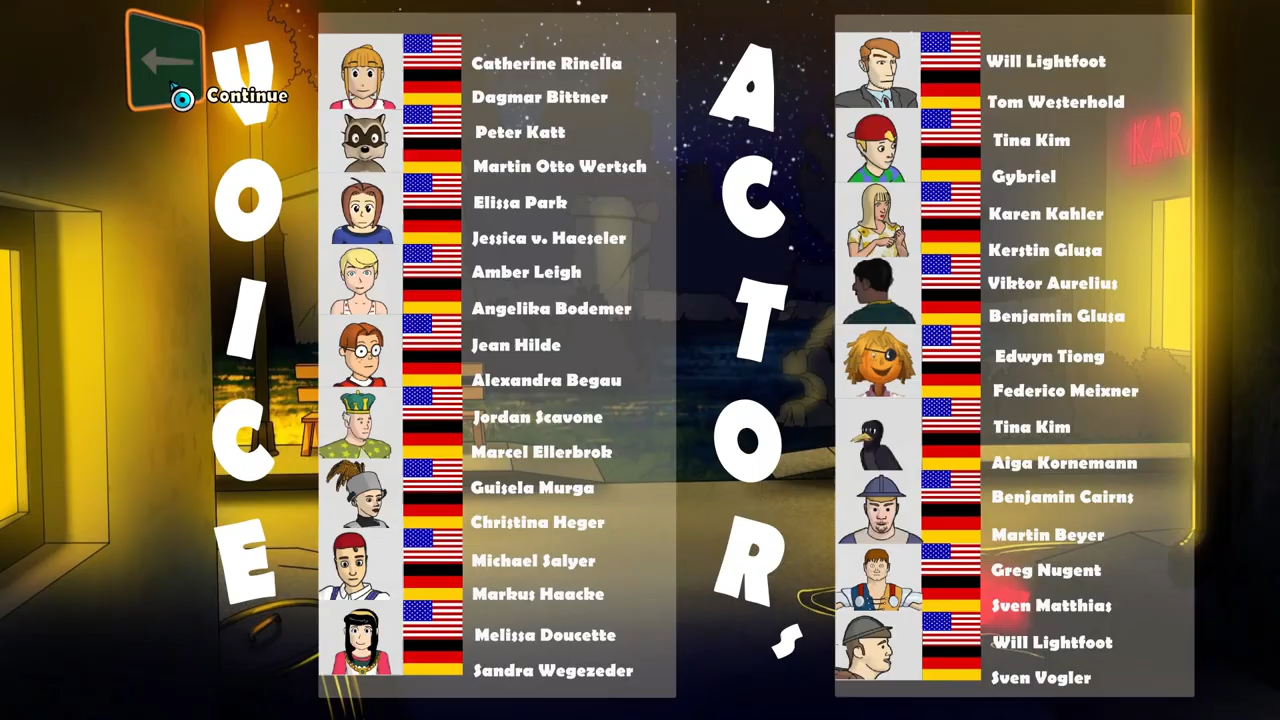 Continue
VOICE
Catherine Rinella
Dagmar Bittner
Peter Katt
Martin Otto Wertsch
Elissa Park
Jessica v. Haeseler
Amber Leigh
Angelika Bodemer
Jean Hilde
Alexandra Begau
Jordan Scavone
Marcel Ellerbrok
Guisela Murga
Christina Heger
Michael Salyer
Markus Haacke
Melissa Doucette
Sandra Wegezeder
ACTORs
Will Lightfoot
Tom Westerhold
Tina Kim
Gybriel
Karen Kahler
Kerstin Glusa
Viktor Aurelius
Benjamin Glusa
Edwyn Tiong
Federico Meixner
Tina Kim
Aiga Kornemann
Benjamin Cairns
Martin Beyer
Greg Nugent
Sven Matthias
Will Lightfoot
Sven Vogler
KAR